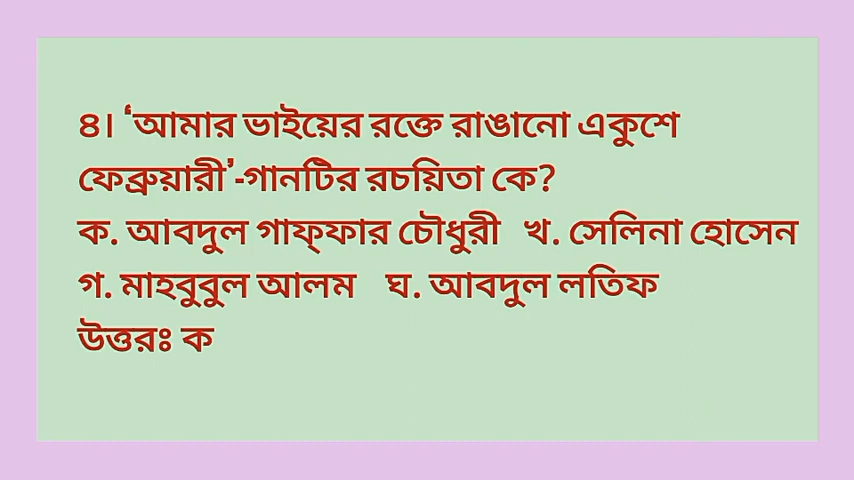 ৪। ‘আমার ভাইয়ের রক্তে রাঙানো একুশে
ফেব্রুয়ারী’-গানটির রচয়িতা কে?
ক. আবদুল গাফ্ফার চৌধুরী খ. সেলিনা হোসেন
গ. মাহবুবুল আলম ঘ. আবদুল লতিফ
উত্তরঃ ক